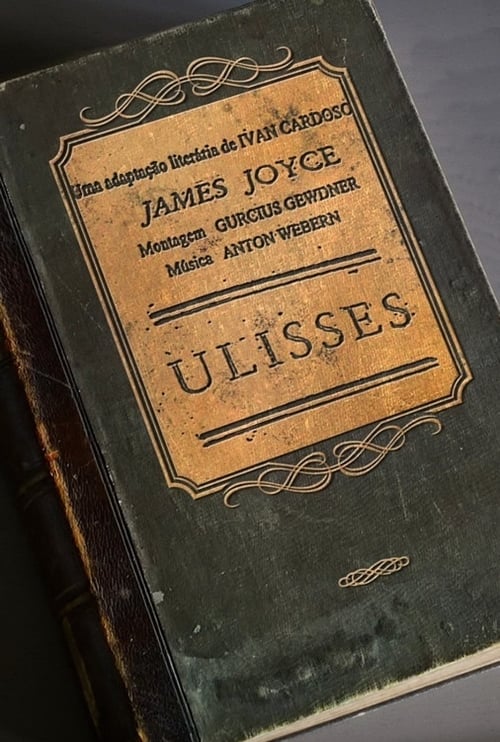 Uma adaptação literária de IVAN CARDOSO
JAMES JOYCE
Montagem GURCIUS GEWDNER
Música ANTON WEBERN
ULISSES